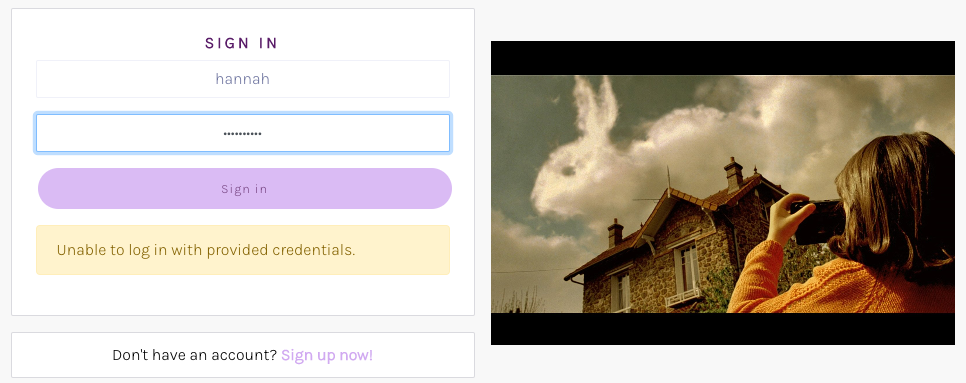 SIGN IN
hannah
••••••••••
Sign in
Unable to log in with provided credentials.
Don't have an account? Sign up now!